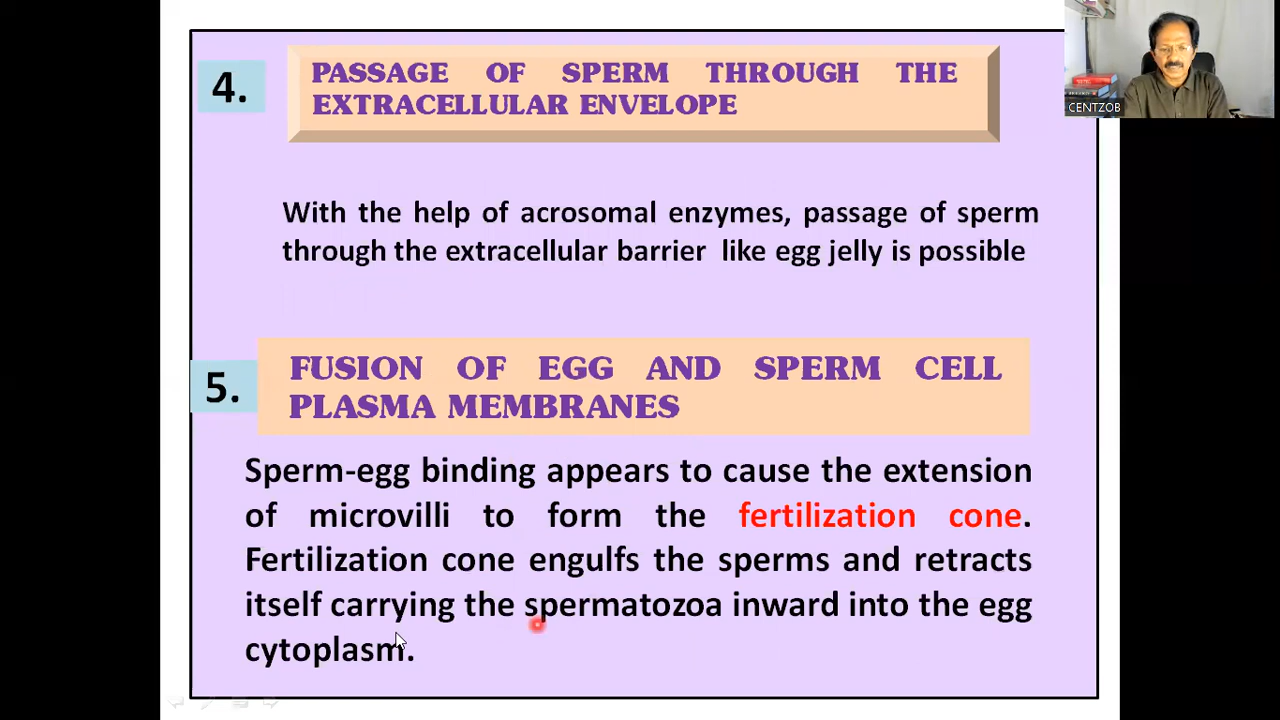 4.
PASSAGE OF SPERM THROUGH THE
EXTRACELLULAR ENVELOPE
CENTZOB
With the help of acrosomal enzymes, passage of sperm
through the extracellular barrier like egg jelly is possible
5.
FUSION OF EGG AND SPERM CELL
PLASMA MEMBRANES
Sperm-egg binding appears to cause the extension
of microvilli to form the fertilization cone.
Fertilization cone engulfs the sperms and retracts
itself carrying the spermatozoa inward into the egg
cytoplasm.